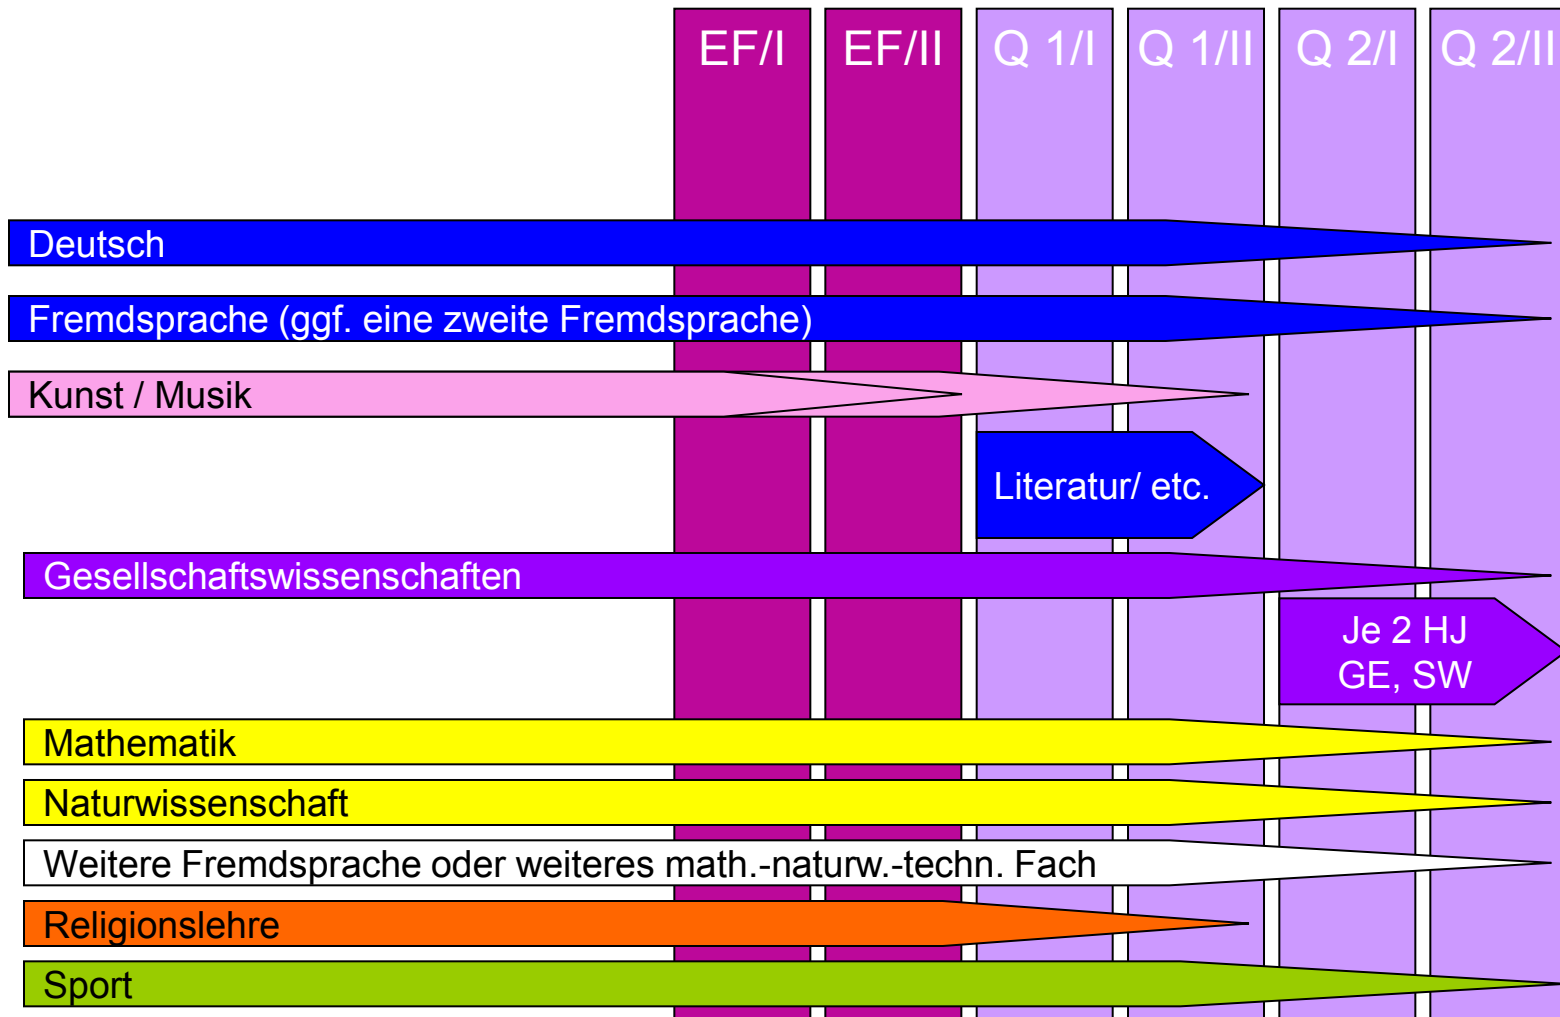 EF/I EF/II Q 1/I Q 1/II Q 2/I Q 2/II
Deutsch
Fremdsprache (ggf. eine zweite Fremdsprache)
Kunst / Musik
Literatur/ etc.
Gesellschaftswissenschaften
Je 2 HJ
GE, SW
Mathematik
Naturwissenschaft
Weitere Fremdsprache oder weiteres math.-naturw.-techn. Fach
Religionslehre
Sport